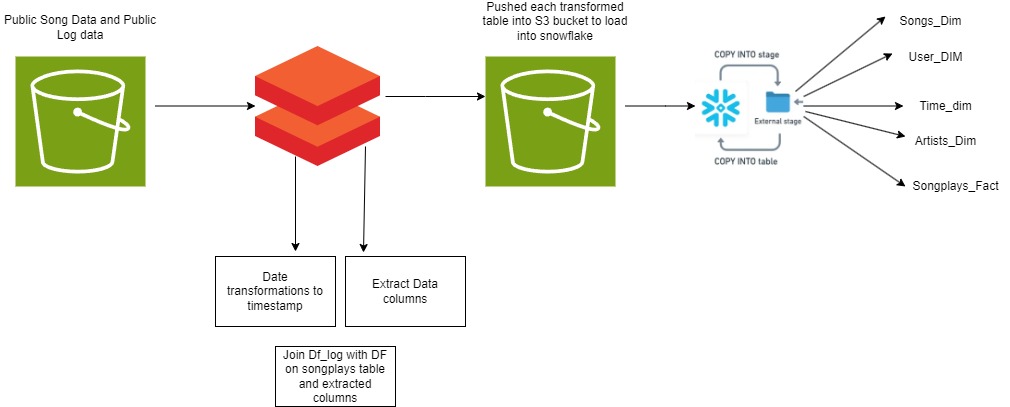 Public Song Data and Public
Log data
Pushed each transformed
table into S3 bucket to load
into snowflake
COPY INTO stage
External stage
COPY INTO table
Songs_Dim
User_DIM
Time_dim
Artists_Dim
Songplays_Fact
Date
transformations to
timestamp
Extract Data
columns
Join Df_log with DF
on songplays table
and extracted
columns